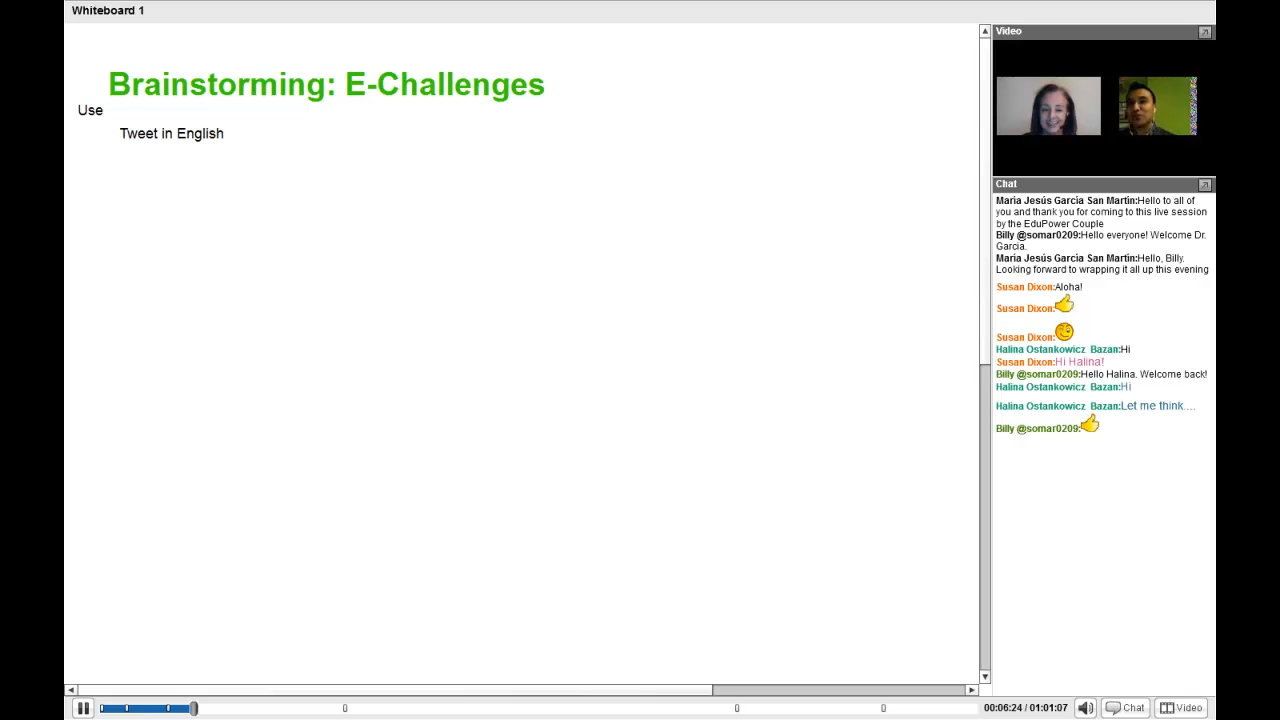 Whiteboard 1
Brainstorming: E-Challenges
Use
Tweet in English
Video
Chat
Maria Jesús García San Martín:Hello to all of
you and thank you for coming to this live session
by the EduPower Couple
Billy @somar0209:Hello everyone! Welcome Dr.
Garcia.
Maria Jesús García San Martín:Hello, Billy.
Looking forward to wrapping it all up this evening
Susan Dixon:Aloha!
Susan Dixon:
Susan Dixon:
Halina Ostankowicz Bazan:Hi
Susan Dixon:Hi Halina!
Billy @somar0209:Hello Halina. Welcome back!
Halina Ostankowicz Bazan:Hi
Halina Ostankowicz Bazan:Let me think....
Billy @somar0209:
00:06:24 / 01:01:07
Chat
Video